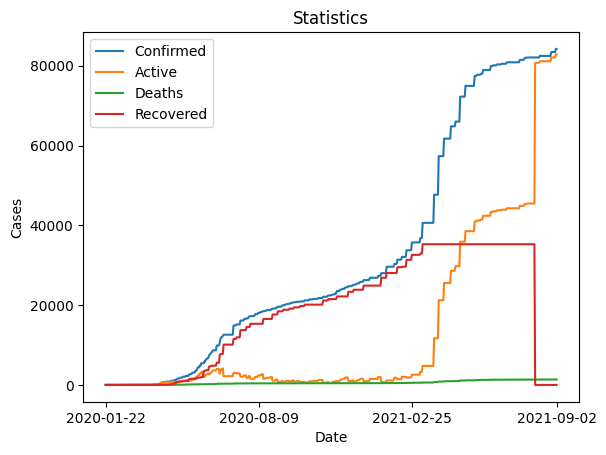 Statistics
Confirmed
Active
Deaths
Recovered
80000
60000
40000
20000
0
Cases
2020-01-22
2020-08-09
2021-02-25
2021-09-02
Date